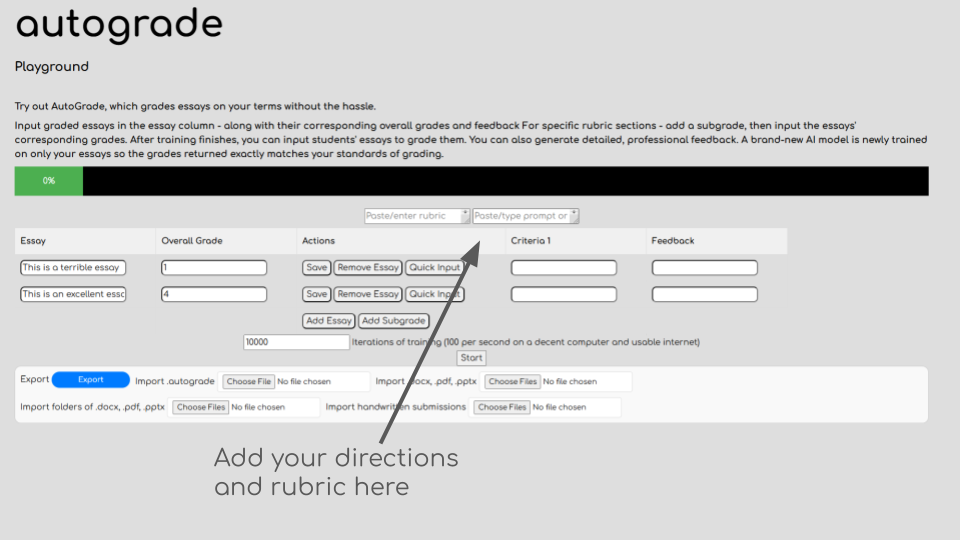 autograde
Playground
Try out AutoGrade, which grades essays on your terms without the hassle.
Input graded essays in the essay column - along with their corresponding overall grades and feedback For specific rubric sections - add a subgrade, then input the essays'
corresponding grades. After training finishes, you can input students' essays to grade them. You can also generate detailed, professional feedback. A brand-new AI model is newly trained
on only your essays so the grades returned exactly matches your standards of grading.
0%
Paste/enter rubric Paste/type prompt or
Essay Overall Grade Actions Criteria 1 Feedback
This is a terrible essay 1 Save Remove Essay Quick Input
This is an excellent essc 4 Save Remove Essay Quick Input
Add Essay Add Subgrade
10000 Iterations of training (100 per second on a decent computer and usable internet)
Start
Export Export Import .autograde Choose File No file chosen Import .docx, .pdf, .pptx Choose Files No file chosen
Import folders of .docx, .pdf, .pptx Choose Files No file chosen Import handwritten submissions Choose Files No file chosen
Add your directions
and rubric here